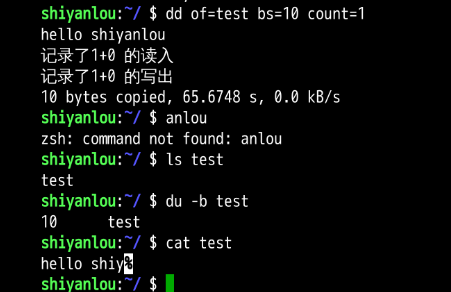 shiyanlou:~/ $ dd of=test bs=10 count=1
hello shiyanlou
记录了1+0 的读入
记录了1+0 的写出
10 bytes copied, 65.6748 s, 0.0 kB/s
shiyanlou:~/ $ anlou
zsh: command not found: anlou
shiyanlou:~/ $ ls test
test
shiyanlou:~/ $ du -b test
10      test
shiyanlou:~/ $ cat test
hello shiy%
shiyanlou:~/ $